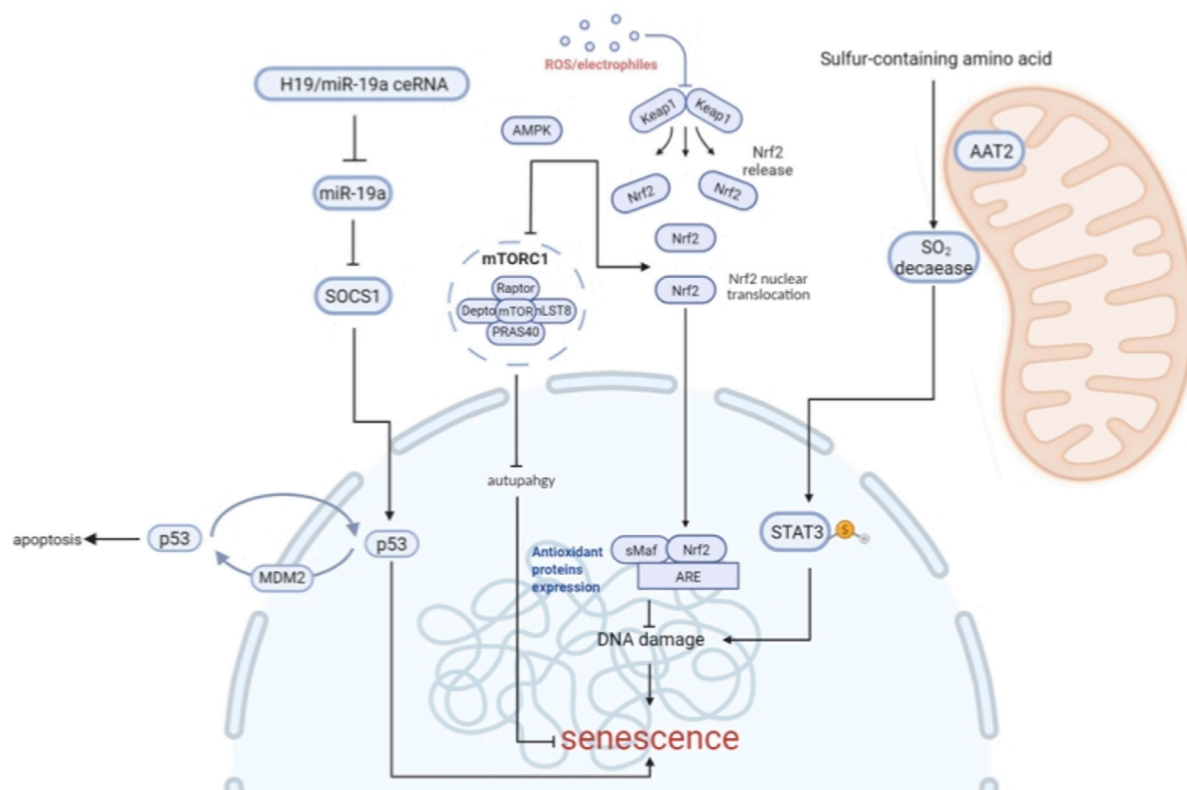 H19/miR-19a ceRNA
miR-19a
SOCS1
ROS/electrophiles
Keap1
Keap1
AMPK
Nrf2
release
Nrf2
Nrf2
Nrf2
Nrf2
Nrf2 nuclear
translocation
mTORC1
Raptor
Depto
mTOR
nLST8
PRAS40
Sulfur-containing amino acid
AAT2
SO₂
decaease
autupahgy
apoptosis
p53
p53
MDM2
STAT3
S
Antioxidant
proteins
expression
sMaf
Nrf2
ARE
DNA damage
senescence